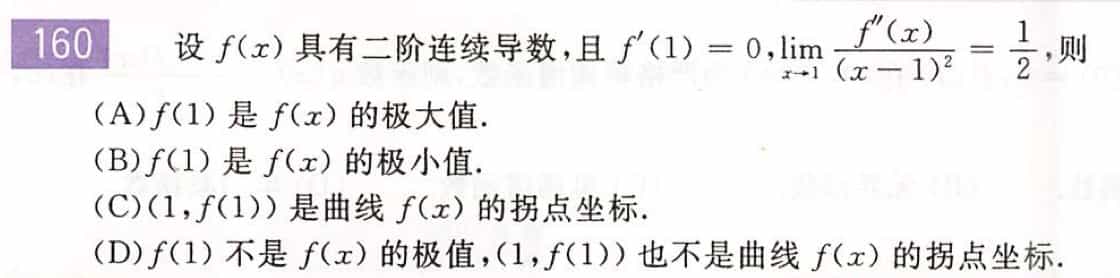 160 设 f(x) 具有二阶连续导数,且 f′(1) = 0, lim_{x→1} f″(x)/(x−1)² = 1/2, 则
(A) f(1) 是 f(x) 的极大值.
(B) f(1) 是 f(x) 的极小值.
(C) (1, f(1)) 是曲线 f(x) 的拐点坐标.
(D) f(1) 不是 f(x) 的极值,(1, f(1)) 也不是曲线 f(x) 的拐点坐标.